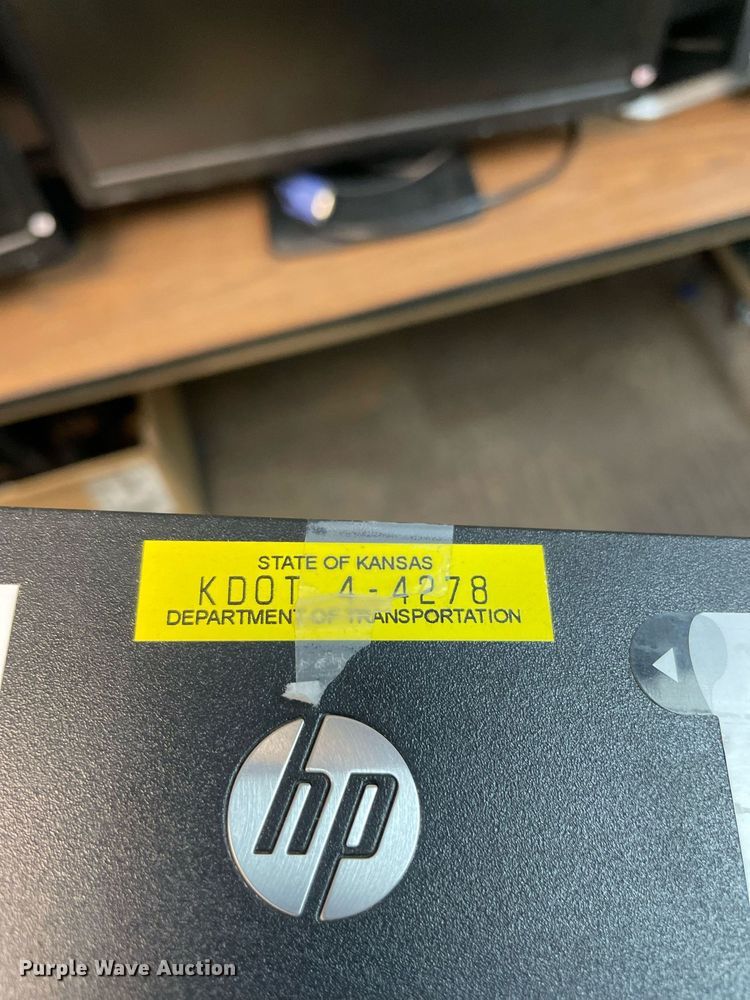 STATE OF KANSAS
KDOT 4-4278
DEPARTMENT OF TRANSPORTATION
hp
Purple Wave Auction